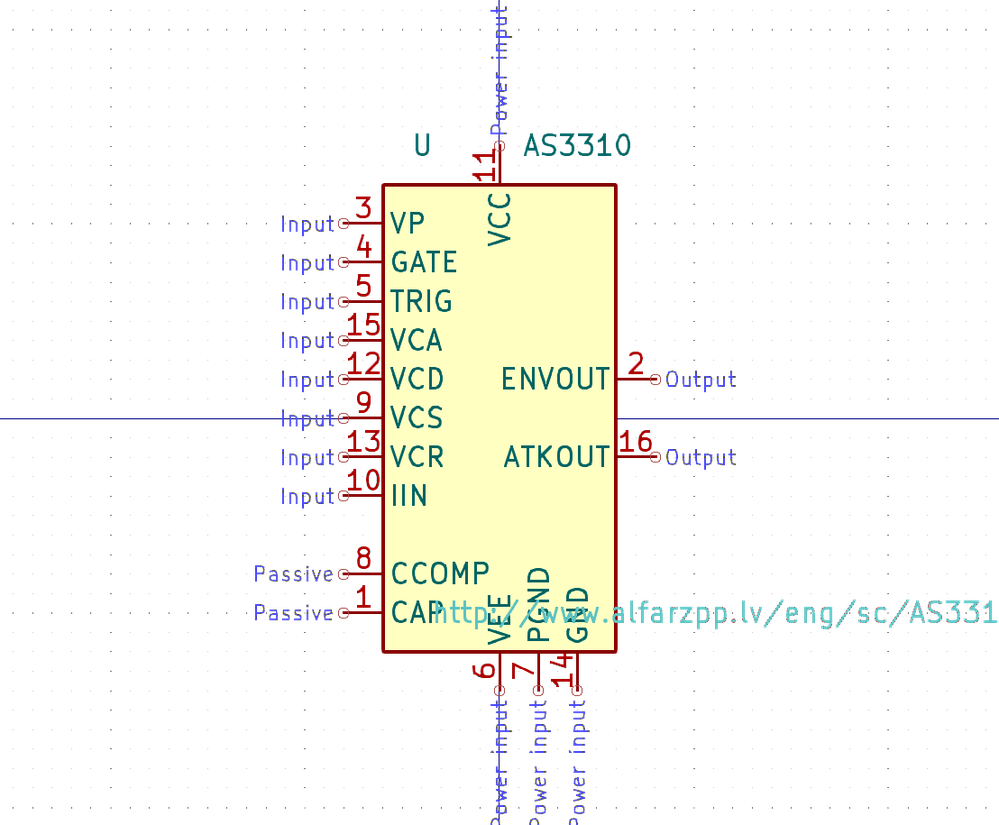 Power input
U AS3310
11
VCC
Input 3 VP
Input 4 GATE
Input 5 TRIG
Input 15 VCA
Input 12 VCD ENVOUT 2 Output
Input 9 VCS
Input 13 VCR ATKOUT 16 Output
Input 10 IIN
Passive 8 CCOMP
Passive 1 CAP
http://www.alfarzpp.lv/eng/sc/AS331
VEE PGND GND
6 7 14
Power input Power input Power input